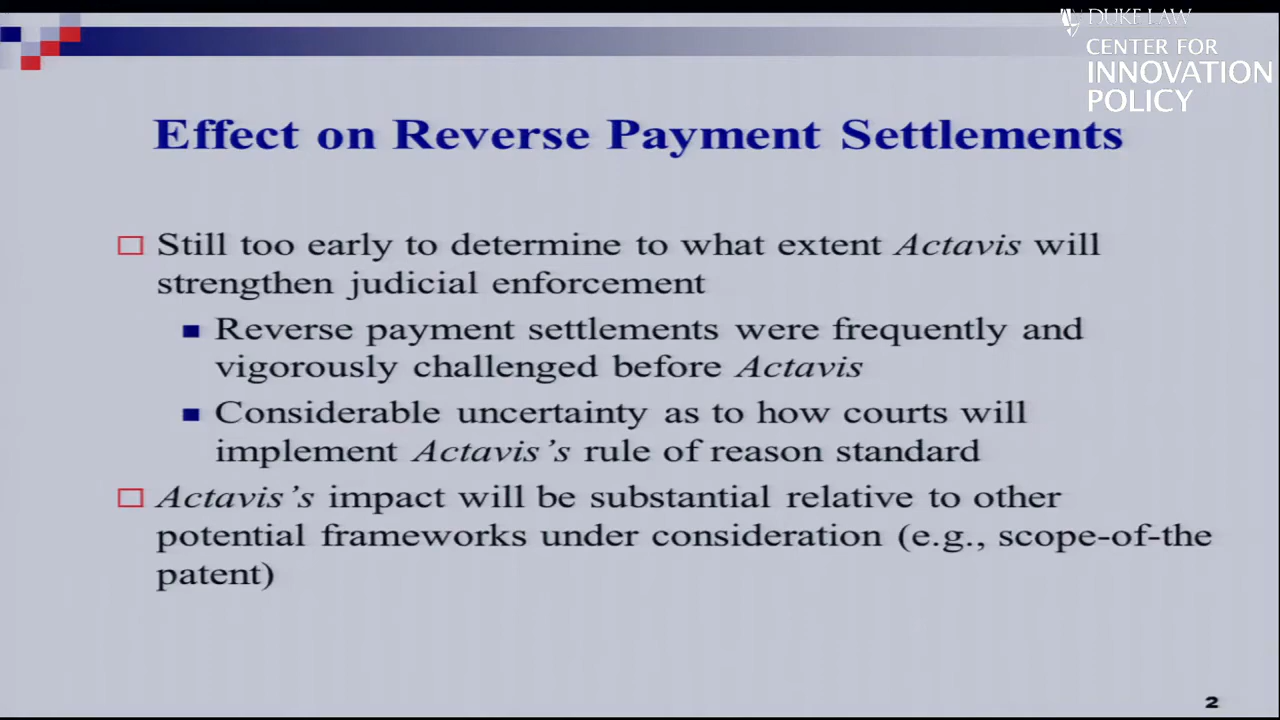 DUKE LAW
CENTER FOR
INNOVATION
POLICY
Effect on Reverse Payment Settlements
Still too early to determine to what extent Actavis will
strengthen judicial enforcement
Reverse payment settlements were frequently and
vigorously challenged before Actavis
Considerable uncertainty as to how courts will
implement Actavis’s rule of reason standard
Actavis’s impact will be substantial relative to other
potential frameworks under consideration (e.g., scope-of-the
patent)
2